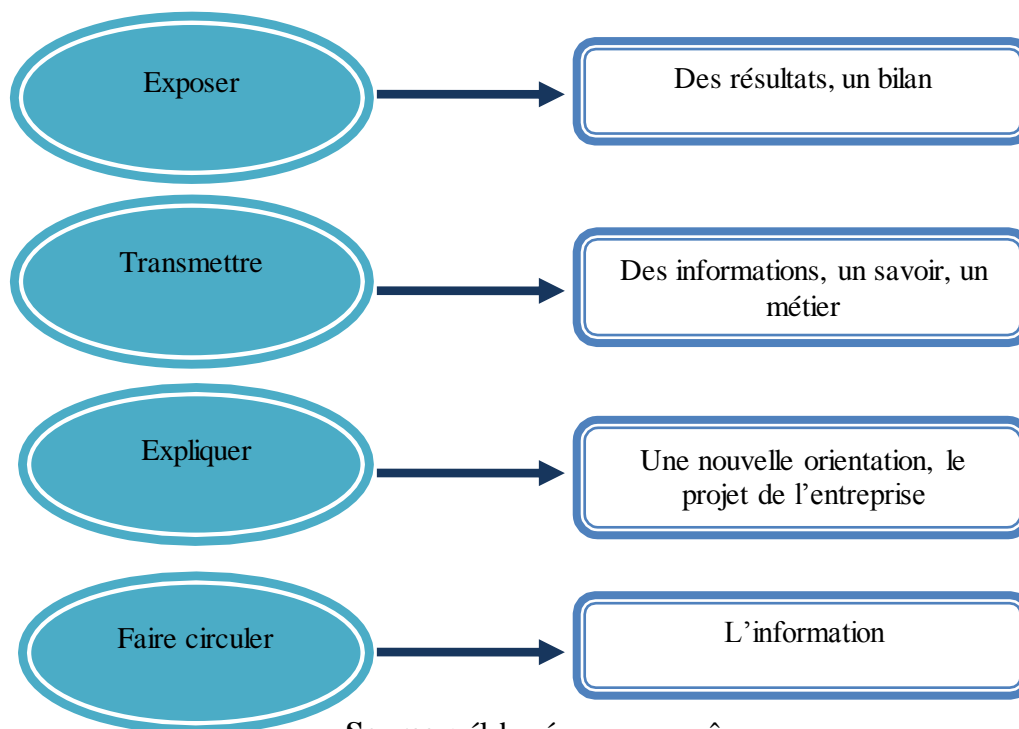 Exposer
Des résultats, un bilan
Transmettre
Des informations, un savoir, un
métier
Expliquer
Une nouvelle orientation, le
projet de l’entreprise
Faire circuler
L’information